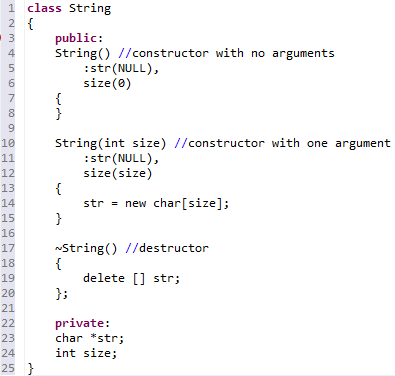 1 class String
2 {
3     public:
4     String() //constructor with no arguments
5         :str(NULL),
6         size(0)
7     {
8     }
9
10     String(int size) //constructor with one argument
11         :str(NULL),
12         size(size)
13     {
14         str = new char[size];
15     }
16
17     ~String() //destructor
18     {
19         delete [] str;
20     };
21
22     private:
23     char *str;
24     int size;
25 }